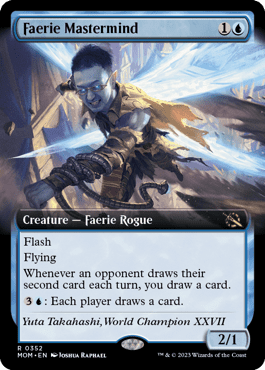 Faerie Mastermind 1
Creature — Faerie Rogue
Flash
Flying
Whenever an opponent draws their
second card each turn, you draw a card.
3: Each player draws a card.
Yuta Takahashi, World Champion XXVII
2/1
R 0352
MOM • EN Joshua Raphael
™ & © 2023 Wizards of the Coast